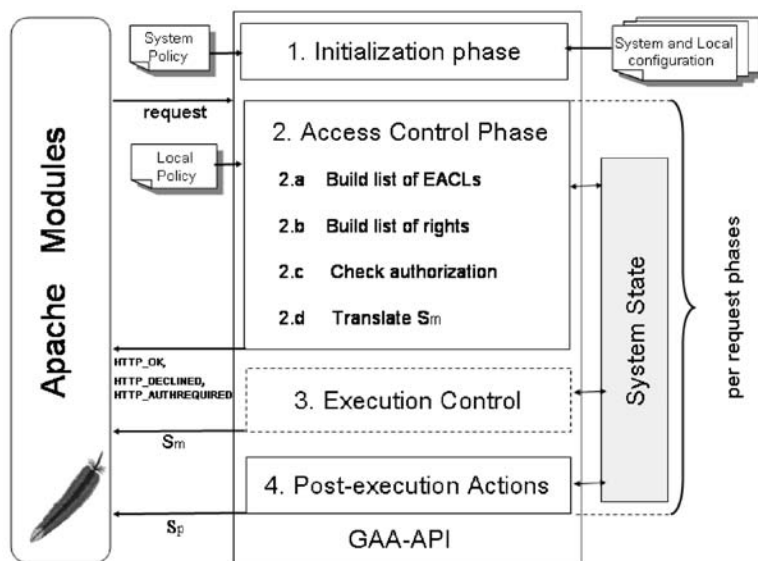 System
Policy
1. Initialization phase
System and Local
configuration
request
2. Access Control Phase
Local
Policy
2.a Build list of EACLs
2.b Build list of rights
2.c Check authorization
2.d Translate Sm
HTTP_OK,
HTTP_DECLINED,
HTTP_AUTHREQUIRED
3. Execution Control
Sm
4. Post-execution Actions
Sp
GAA-API
Apache Modules
System State
per request phases